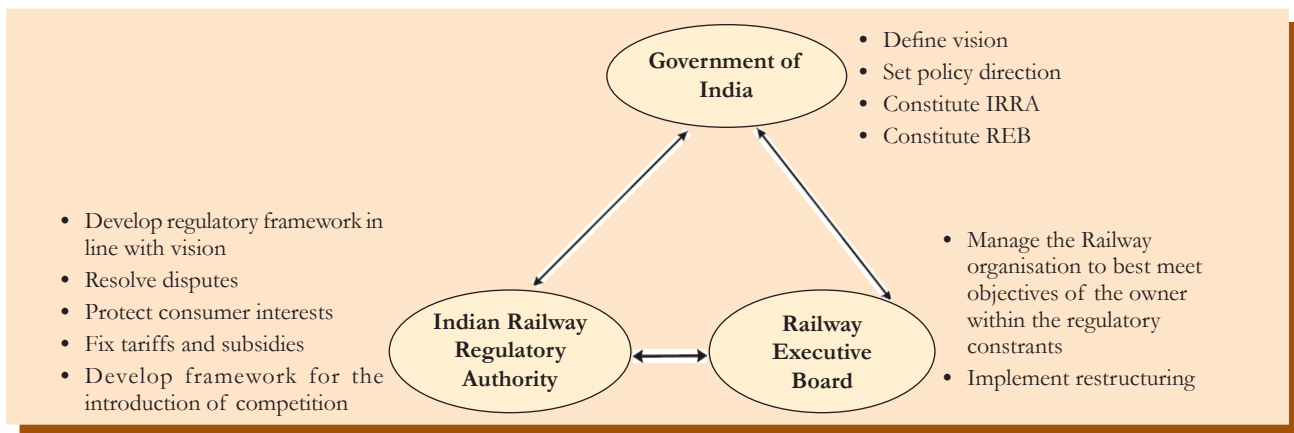 Government of
India
• Define vision
• Set policy direction
• Constitute IRRA
• Constitute REB
• Develop regulatory framework in
line with vision
• Resolve disputes
• Protect consumer interests
• Fix tariffs and subsidies
• Develop framework for the
introduction of competition
Indian Railway
Regulatory
Authority
Railway
Executive
Board
• Manage the Railway
organisation to best meet
objectives of the owner
within the regulatory
constrants
• Implement restructuring